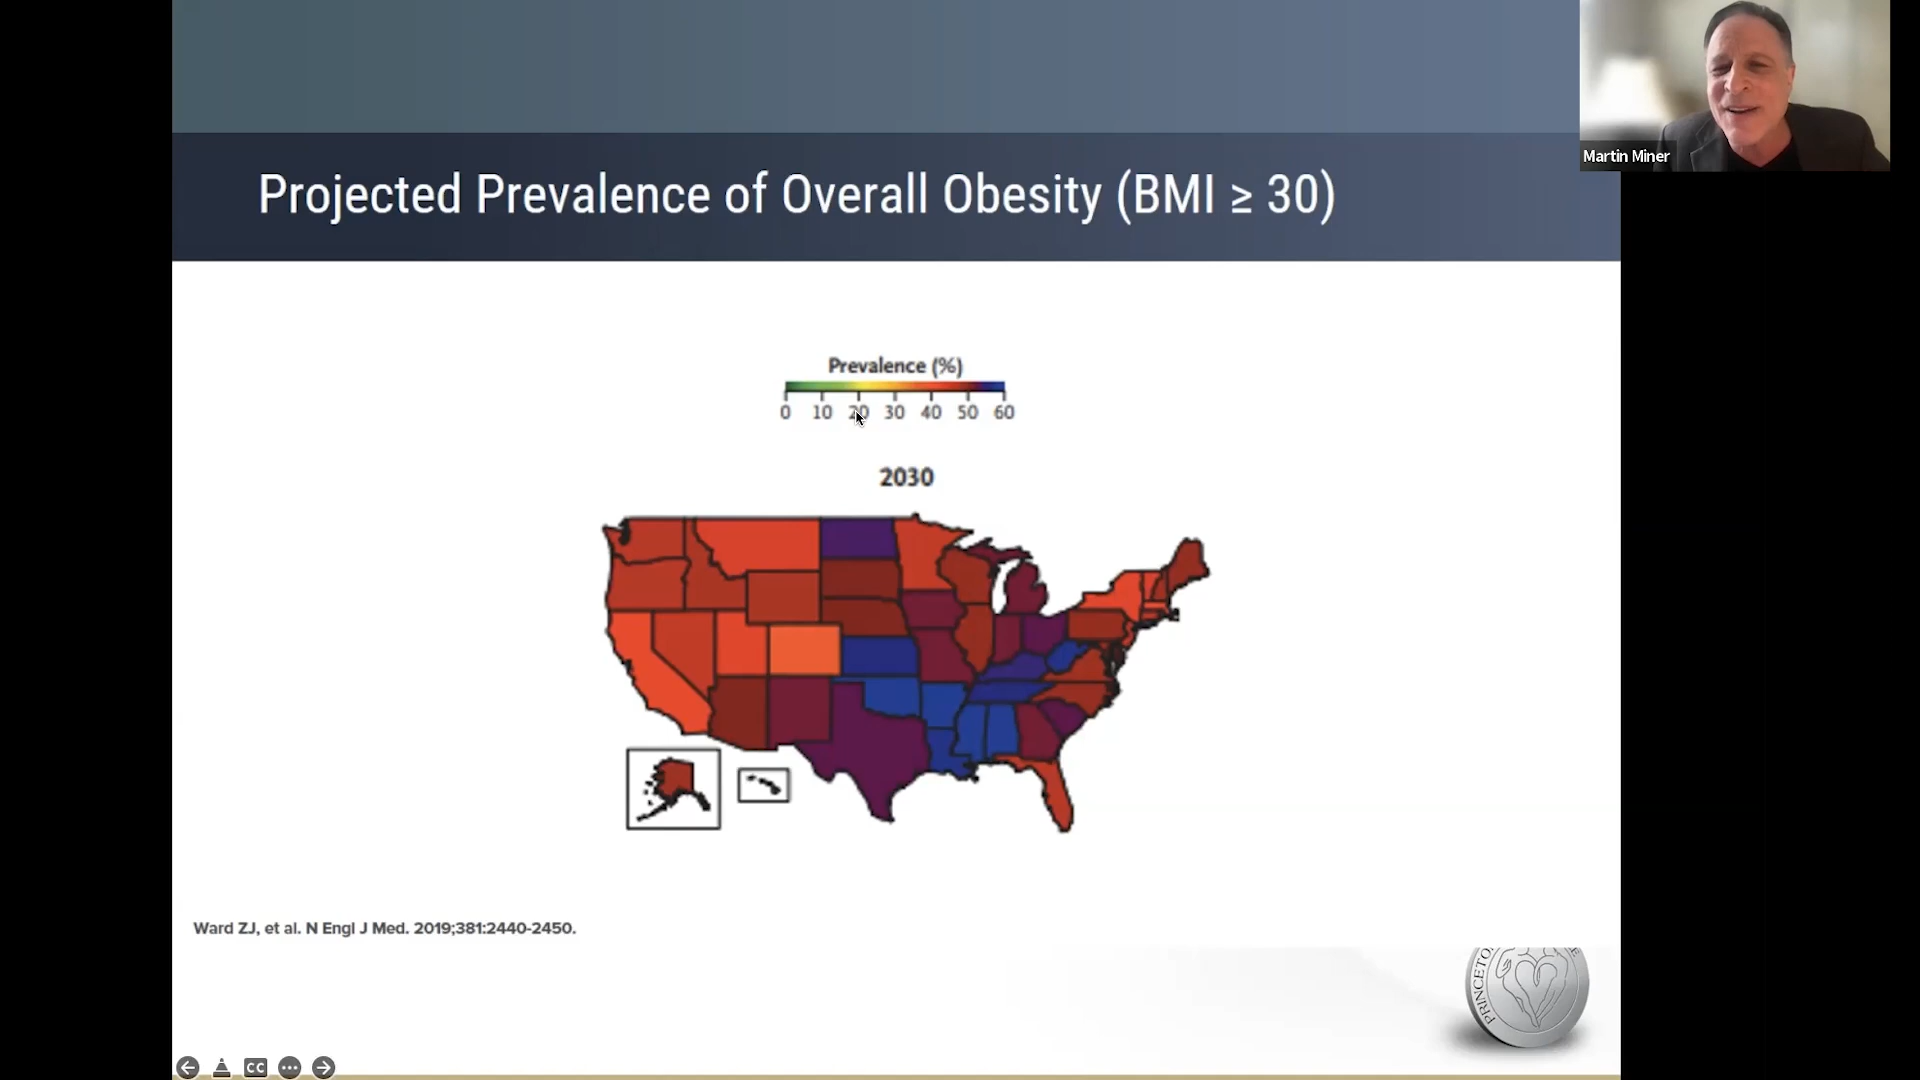 Martin Miner
Projected Prevalence of Overall Obesity (BMI ≥ 30)
Prevalence (%)
0 10 20 30 40 50 60
2030
Ward ZJ, et al. N Engl J Med. 2019;381:2440-2450.
CC